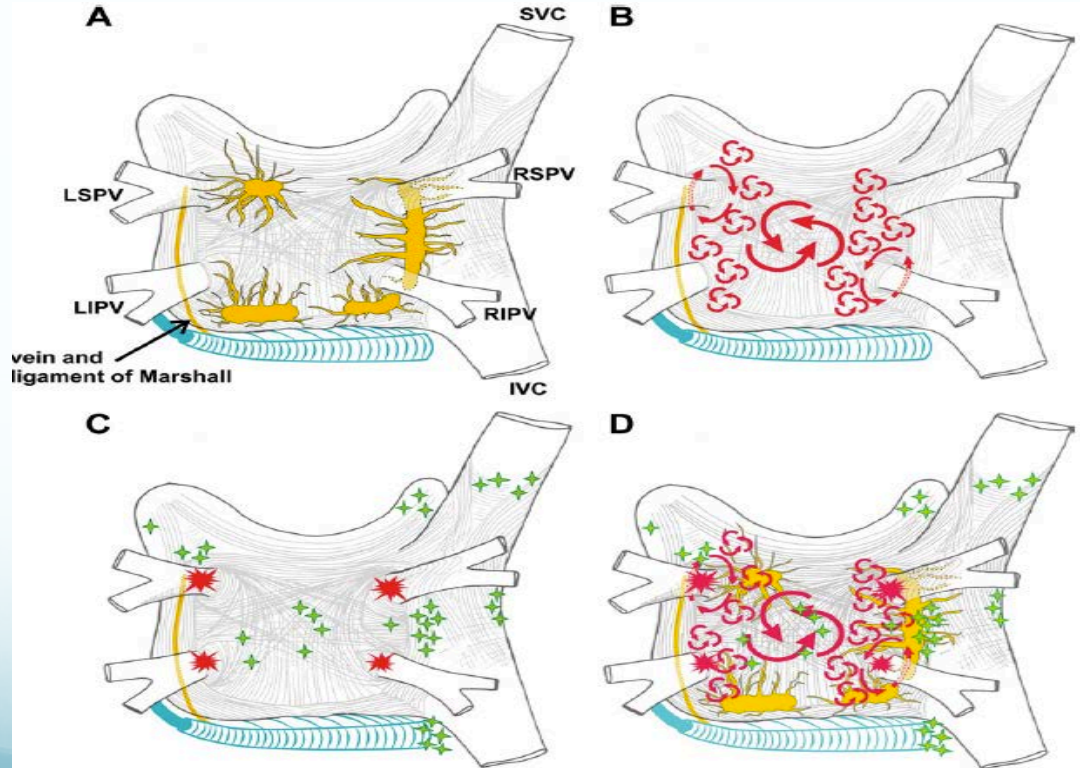 A
SVC
B
LSPV
RSPV
LIPV
RIPV
vein and
ligament of Marshall
IVC
C
D